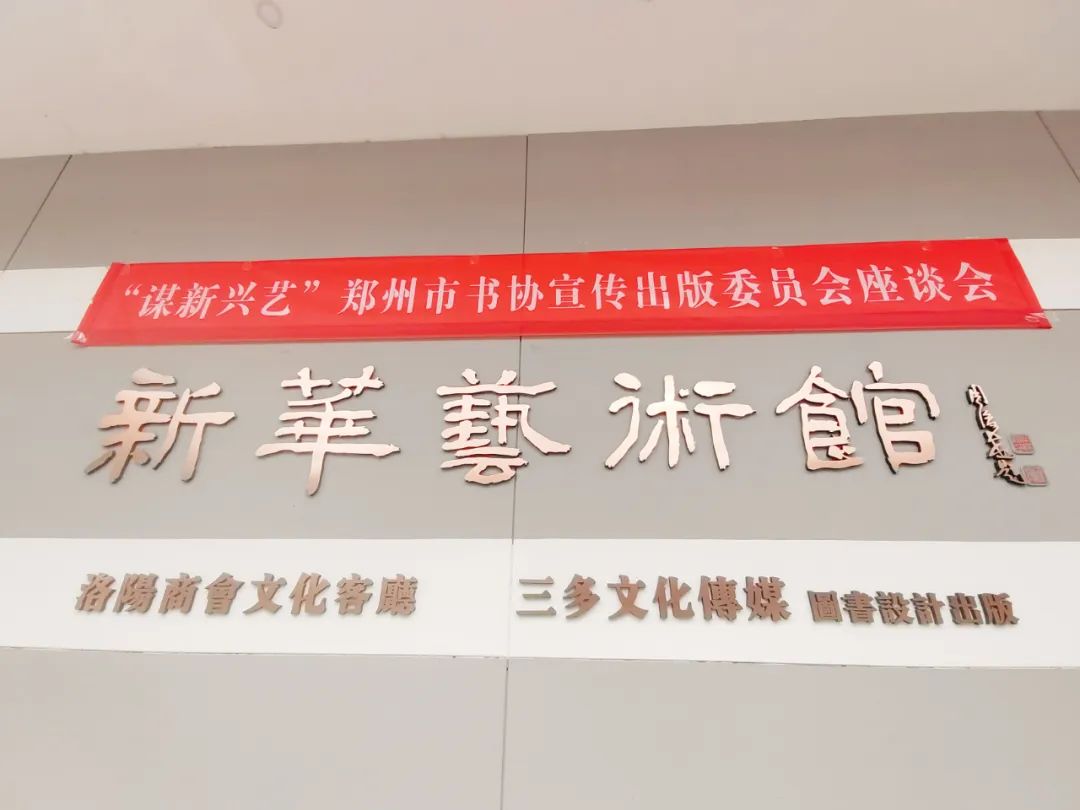 “谋新兴艺”郑州市书协宣传出版委员会座谈会
新華藝術館
洛陽商會文化客廳
三多文化傳媒 圖書設計出版